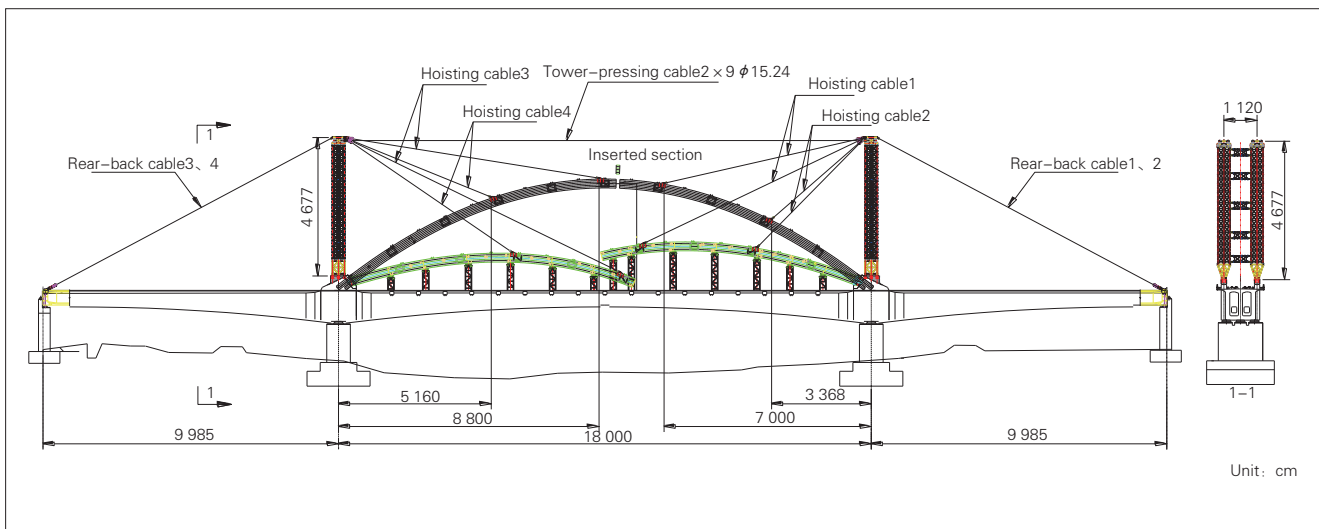 Hoisting cable3
Tower-pressing cable2×9 ϕ15.24
Hoisting cable1
Hoisting cable4
Hoisting cable2
1
Inserted section
Rear-back cable3、4
Rear-back cable1、2
4 677
1 120
4 677
1
1-1
5 160
3 368
8 800
7 000
9 985
18 000
9 985
Unit: cm